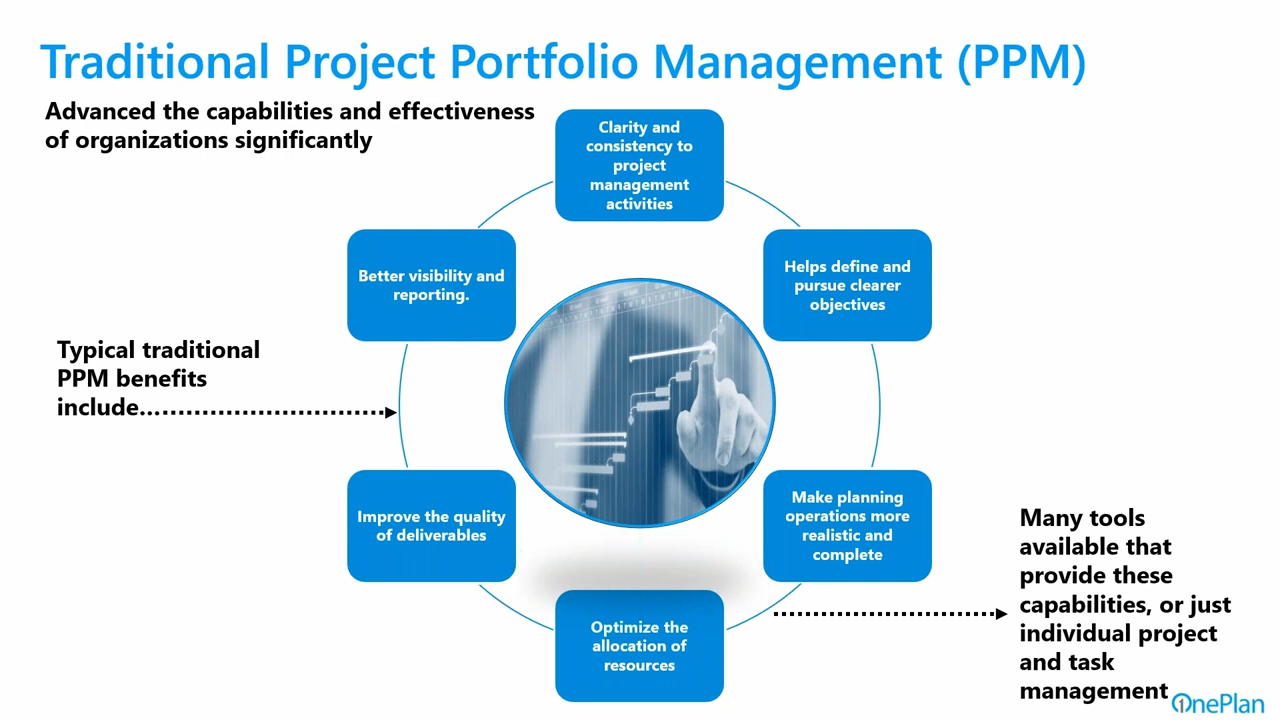 Traditional Project Portfolio Management (PPM)
Advanced the capabilities and effectiveness
of organizations significantly
Clarity and
consistency to
project
management
activities
Better visibility and
reporting.
Helps define and
pursue clearer
objectives
Typical traditional
PPM benefits
include...
Improve the quality
of deliverables
Make planning
operations more
realistic and
complete
Optimize the
allocation of
resources
Many tools
available that
provide these
capabilities, or just
individual project
and task
management
OnePlan